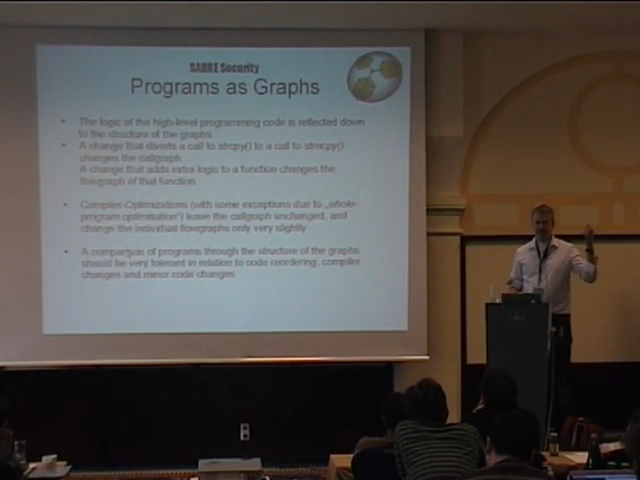 SABRE Security
Programs as Graphs
• The logic of the high-level programming code is reflected down
to the structure of the graphs
• A change that diverts a call to strcpy() to a call to strncpy()
changes the callgraph
A change that adds extra logic to a function changes the
flowgraph of that function
• Compiler-Optimizations (with some exceptions due to „whole-
program optimisation“) leave the callgraph unchanged, and
change the individual flowgraphs only very slightly
• A comparison of programs through the structure of the graphs
should be very tolerant in relation to code reordering, compiler
changes and minor code changes